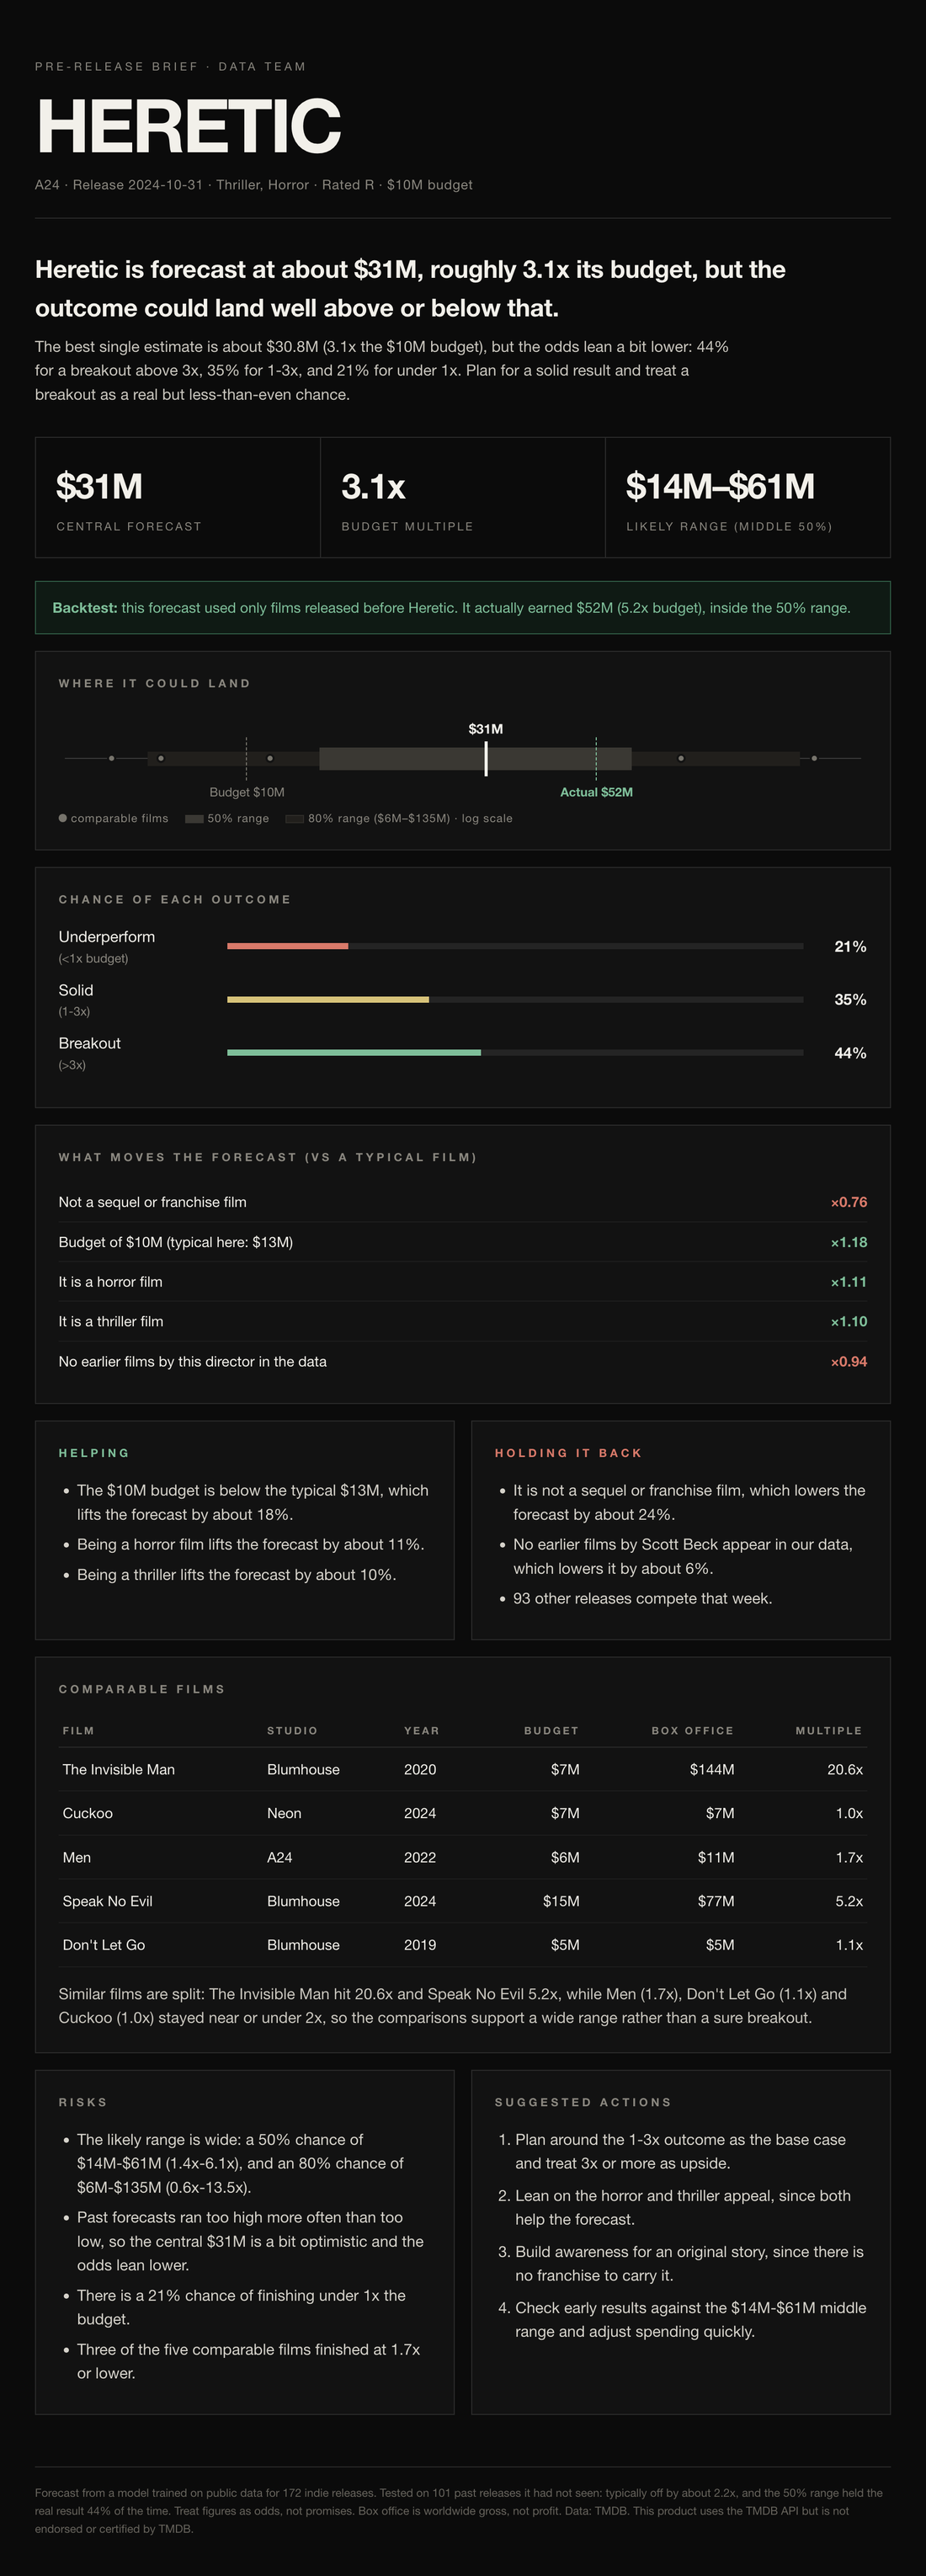 PRE-RELEASE BRIEF · DATA TEAM
HERETIC
A24 · Release 2024-10-31 · Thriller, Horror · Rated R · $10M budget
Heretic is forecast at about $31M, roughly 3.1x its budget, but the
outcome could land well above or below that.
The best single estimate is about $30.8M (3.1x the $10M budget), but the odds lean a bit lower: 44%
for a breakout above 3x, 35% for 1-3x, and 21% for under 1x. Plan for a solid result and treat a
breakout as a real but less-than-even chance.
$31M
CENTRAL FORECAST
3.1x
BUDGET MULTIPLE
$14M–$61M
LIKELY RANGE (MIDDLE 50%)
Backtest: this forecast used only films released before Heretic. It actually earned $52M (5.2x budget), inside the 50% range.
WHERE IT COULD LAND
$31M
Budget $10M
Actual $52M
comparable films
50% range
80% range ($6M–$135M) · log scale
CHANCE OF EACH OUTCOME
Underperform
(<1x budget)
21%
Solid
(1-3x)
35%
Breakout
(>3x)
44%
WHAT MOVES THE FORECAST (VS A TYPICAL FILM)
Not a sequel or franchise film ×0.76
Budget of $10M (typical here: $13M) ×1.18
It is a horror film ×1.11
It is a thriller film ×1.10
No earlier films by this director in the data ×0.94
HELPING
• The $10M budget is below the typical $13M, which
lifts the forecast by about 18%.
• Being a horror film lifts the forecast by about 11%.
• Being a thriller lifts the forecast by about 10%.
HOLDING IT BACK
• It is not a sequel or franchise film, which lowers the
forecast by about 24%.
• No earlier films by Scott Beck appear in our data,
which lowers it by about 6%.
• 93 other releases compete that week.
COMPARABLE FILMS
FILM STUDIO YEAR BUDGET BOX OFFICE MULTIPLE
The Invisible Man Blumhouse 2020 $7M $144M 20.6x
Cuckoo Neon 2024 $7M $7M 1.0x
Men A24 2022 $6M $11M 1.7x
Speak No Evil Blumhouse 2024 $15M $77M 5.2x
Don't Let Go Blumhouse 2019 $5M $5M 1.1x
Similar films are split: The Invisible Man hit 20.6x and Speak No Evil 5.2x, while Men (1.7x), Don't Let Go (1.1x) and
Cuckoo (1.0x) stayed near or under 2x, so the comparisons support a wide range rather than a sure breakout.
RISKS
• The likely range is wide: a 50% chance of
$14M-$61M (1.4x-6.1x), and an 80% chance of
$6M-$135M (0.6x-13.5x).
• Past forecasts ran too high more often than too
low, so the central $31M is a bit optimistic and the
odds lean lower.
• There is a 21% chance of finishing under 1x the
budget.
• Three of the five comparable films finished at 1.7x
or lower.
SUGGESTED ACTIONS
1. Plan around the 1-3x outcome as the base case
and treat 3x or more as upside.
2. Lean on the horror and thriller appeal, since both
help the forecast.
3. Build awareness for an original story, since there is
no franchise to carry it.
4. Check early results against the $14M-$61M middle
range and adjust spending quickly.
Forecast from a model trained on public data for 172 indie releases. Tested on 101 past releases it had not seen: typically off by about 2.2x, and the 50% range held the
real result 44% of the time. Treat figures as odds, not promises. Box office is worldwide gross, not profit. Data: TMDB. This product uses the TMDB API but is not
endorsed or certified by TMDB.